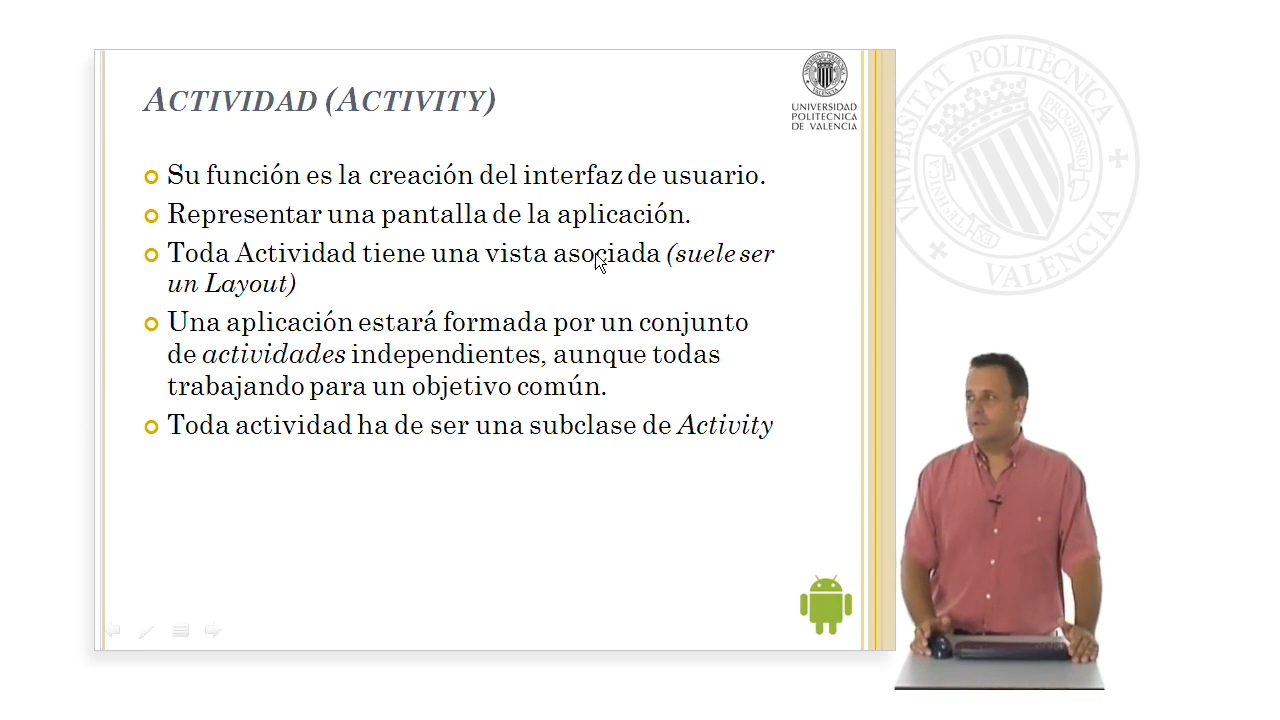 ACTIVIDAD (ACTIVITY)
UNIVERSIDAD
POLITECNICA
DE VALENCIA
Su función es la creación del interfaz de usuario.
Representar una pantalla de la aplicación.
Toda Actividad tiene una vista asociada (suele ser
un Layout)
Una aplicación estará formada por un conjunto
de actividades independientes, aunque todas
trabajando para un objetivo común.
Toda actividad ha de ser una subclase de Activity
UNIVERSITAT POLITÈCNICA
VALÈNCIA